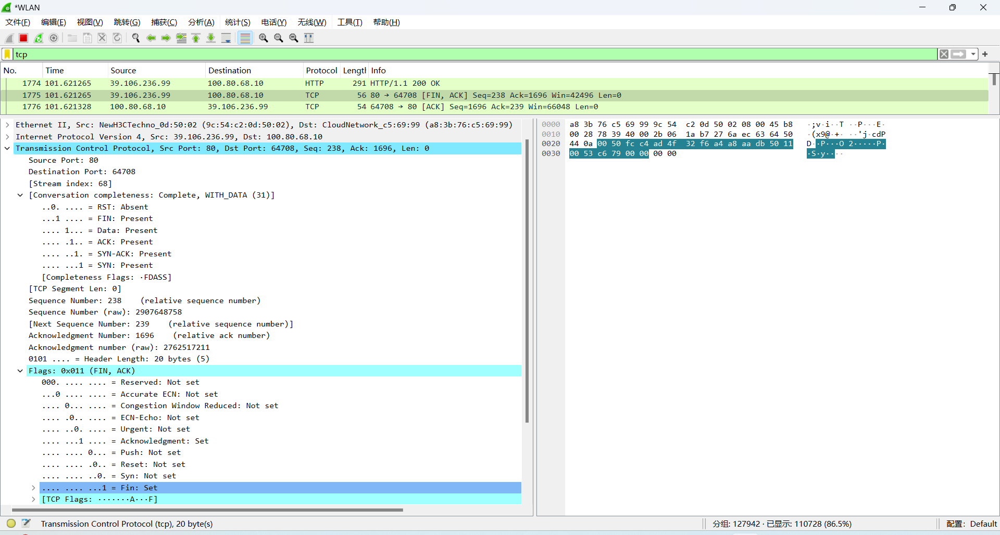 *WLAN
文件(F) 编辑(E) 视图(V) 跳转(G) 捕获(C) 分析(A) 统计(S) 电话(Y) 无线(W) 工具(T) 帮助(H)
tcp
No. Time Source Destination Protocol Lengtl Info
1774 101.621265 39.106.236.99 100.80.68.10 HTTP 291 HTTP/1.1 200 OK
1775 101.621265 39.106.236.99 100.80.68.10 TCP 56 80 → 64708 [FIN, ACK] Seq=238 Ack=1696 Win=42496 Len=0
1776 101.621328 100.80.68.10 39.106.236.99 TCP 54 64708 → 80 [ACK] Seq=1696 Ack=239 Win=66048 Len=0
Ethernet II, Src: NewH3CTechno_0d:50:02 (9c:54:c2:0d:50:02), Dst: CloudNetwork_c5:69:99 (a8:3b:76:c5:69:99)
Internet Protocol Version 4, Src: 39.106.236.99, Dst: 100.80.68.10
Transmission Control Protocol, Src Port: 80, Dst Port: 64708, Seq: 238, Ack: 1696, Len: 0
Source Port: 80
Destination Port: 64708
[Stream index: 68]
[Conversation completeness: Complete, WITH_DATA (31)]
..0. .... = RST: Absent
...1 .... = FIN: Present
.... 1... = Data: Present
.... .1.. = ACK: Present
.... ..1. = SYN-ACK: Present
.... ...1 = SYN: Present
[Completeness Flags: ·FDASS]
[TCP Segment Len: 0]
Sequence Number: 238    (relative sequence number)
Sequence Number (raw): 2907648758
[Next Sequence Number: 239    (relative sequence number)]
Acknowledgment Number: 1696    (relative ack number)
Acknowledgment number (raw): 2762517211
0101 .... = Header Length: 20 bytes (5)
Flags: 0x011 (FIN, ACK)
000. .... .... = Reserved: Not set
...0 .... .... = Accurate ECN: Not set
.... 0... .... = Congestion Window Reduced: Not set
.... .0.. .... = ECN-Echo: Not set
.... ..0. .... = Urgent: Not set
.... ...1 .... = Acknowledgment: Set
.... .... 0... = Push: Not set
.... .... .0.. = Reset: Not set
.... .... ..0. = Syn: Not set
.... .... ...1 = Fin: Set
[TCP Flags: ·······A···F]
0000 a8 3b 76 c5 69 99 9c 54 c2 0d 50 02 08 00 45 b8 ·;v·i··T ··P···E·
0010 00 28 78 39 40 00 2b 06 1a b7 27 6a ec 63 64 50 ·(x9@·+· ··'j·cdP
0020 44 0a 00 50 fc c4 ad 4f 32 f6 a4 a8 aa db 50 11 D··P···O 2·····P·
0030 00 53 c6 79 00 00 00 00 ·S·y····
Transmission Control Protocol (tcp), 20 byte(s)
分组: 127942 · 已显示: 110728 (86.5%)
配置: Default